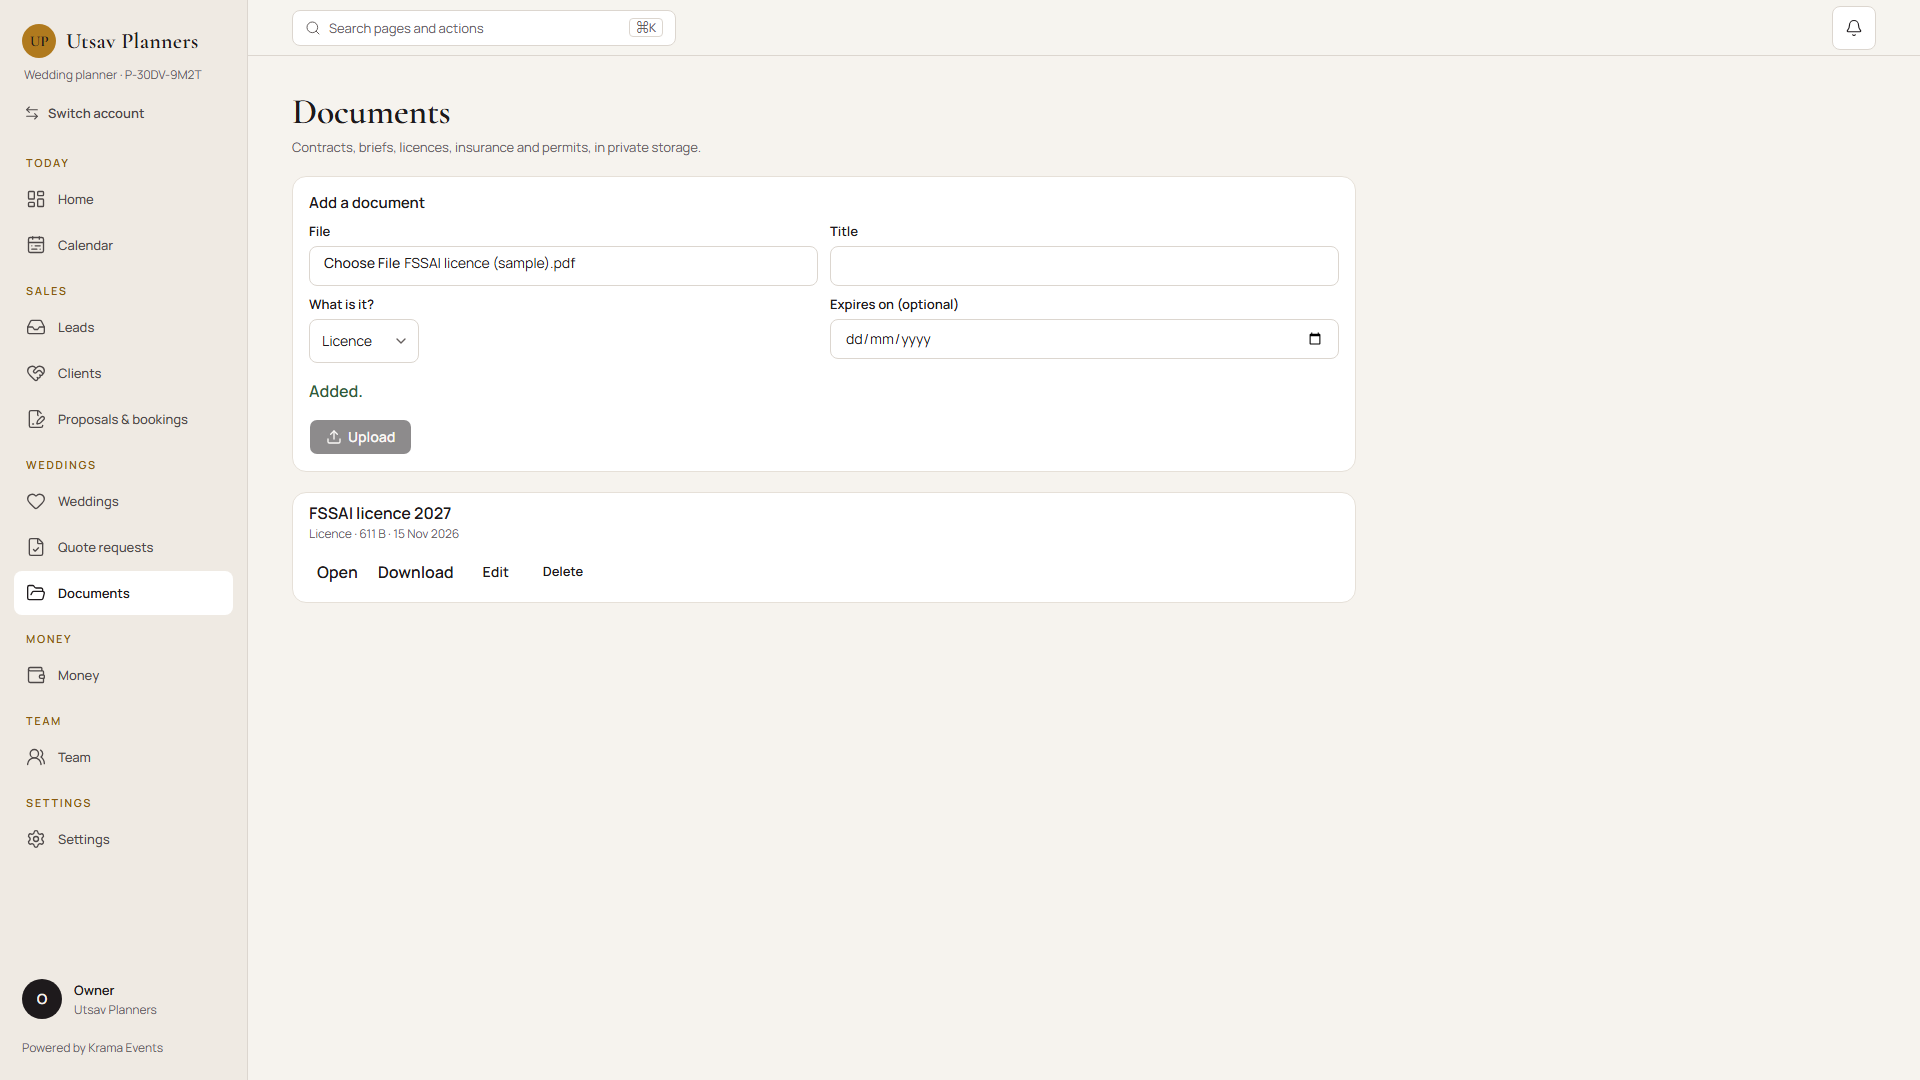 UP Utsav Planners
Wedding planner · P-30DV-9M2T
Switch account
TODAY
Home
Calendar
SALES
Leads
Clients
Proposals & bookings
WEDDINGS
Weddings
Quote requests
Documents
MONEY
Money
TEAM
Team
SETTINGS
Settings
O
Owner
Utsav Planners
Powered by Krama Events
Search pages and actions ⌘K
Documents
Contracts, briefs, licences, insurance and permits, in private storage.
Add a document
File
Choose File FSSAI licence (sample).pdf
Title
What is it?
Licence
Expires on (optional)
dd/mm/yyyy
Added.
Upload
FSSAI licence 2027
Licence · 611 B · 15 Nov 2026
Open Download Edit Delete